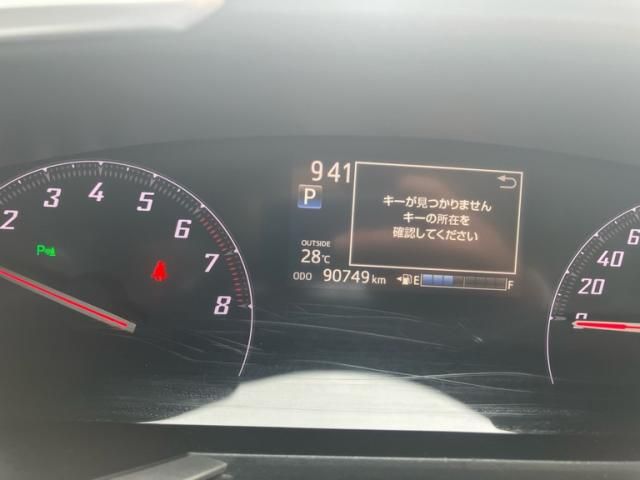 2 3 4 5 6 7 8
P
941
P
キーが見つかりません
キーの所在を
確認してください
OUTSIDE
28℃
ODO 90749 km
E F
0 20 40 60